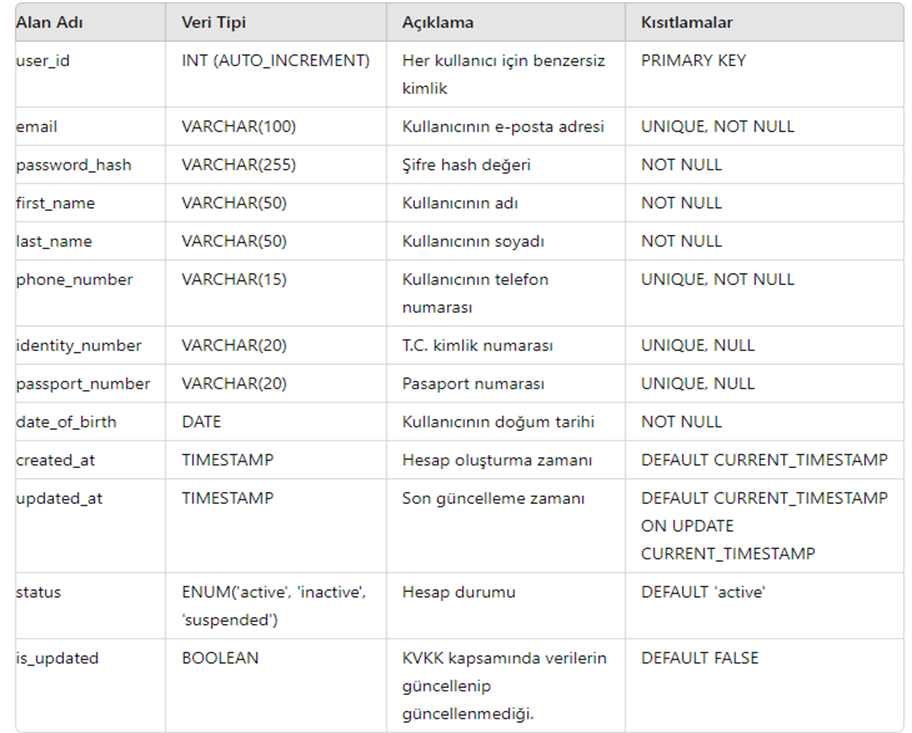 Alan Adı Veri Tipi Açıklama Kısıtlamalar
user_id INT (AUTO_INCREMENT) Her kullanıcı için benzersiz PRIMARY KEY
kimlik
email VARCHAR(100) Kullanıcının e-posta adresi UNIQUE, NOT NULL
password_hash VARCHAR(255) Şifre hash değeri NOT NULL
first_name VARCHAR(50) Kullanıcının adı NOT NULL
last_name VARCHAR(50) Kullanıcının soyadı NOT NULL
phone_number VARCHAR(15) Kullanıcının telefon UNIQUE, NOT NULL
numarası
identity_number VARCHAR(20) T.C. kimlik numarası UNIQUE, NULL
passport_number VARCHAR(20) Pasaport numarası UNIQUE, NULL
date_of_birth DATE Kullanıcının doğum tarihi NOT NULL
created_at TIMESTAMP Hesap oluşturma zamanı DEFAULT CURRENT_TIMESTAMP
updated_at TIMESTAMP Son güncelleme zamanı DEFAULT CURRENT_TIMESTAMP
ON UPDATE
CURRENT_TIMESTAMP
status ENUM('active', 'inactive', Hesap durumu DEFAULT 'active'
'suspended')
is_updated BOOLEAN KVKK kapsamında verilerin DEFAULT FALSE
güncellenip
güncellenmediği.